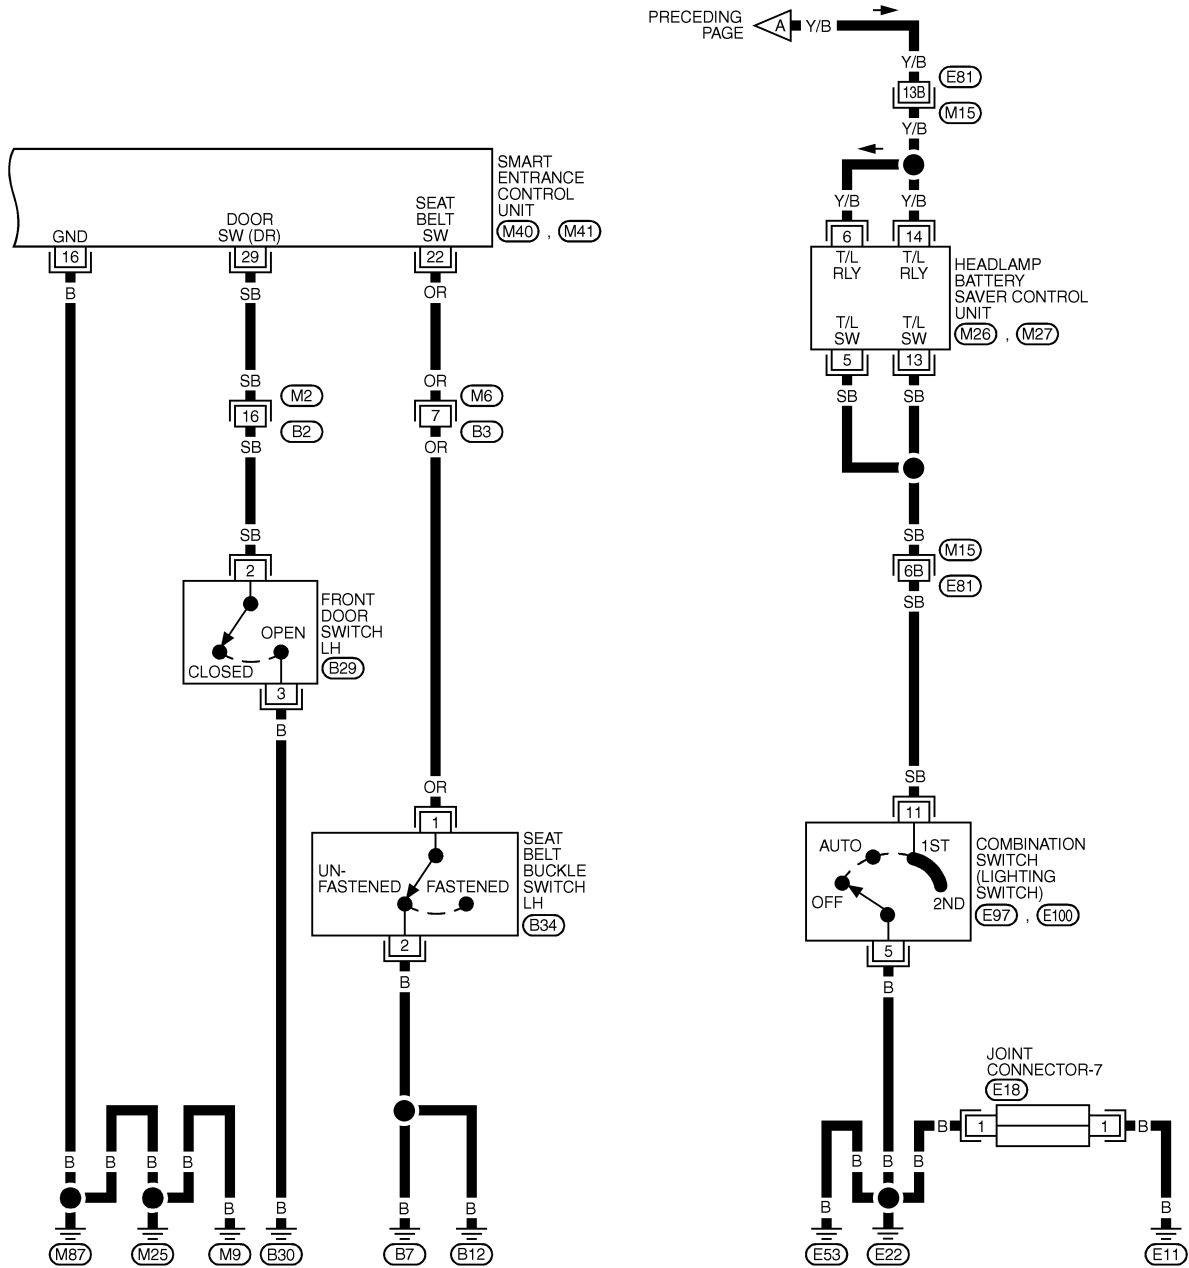 PRECEDING
PAGE
A
Y/B
Y/B
13B
E81
M15
Y/B
Y/B
Y/B
6
14
T/L
RLY
T/L
RLY
T/L
SW
T/L
SW
HEADLAMP
BATTERY
SAVER CONTROL
UNIT
M26 , M27
5
13
SB
SB
SB
M15
6B
E81
SB
SB
11
AUTO
1ST
OFF
2ND
COMBINATION
SWITCH
(LIGHTING
SWITCH)
E97 , E100
5
B
JOINT
CONNECTOR-7
E18
B
1
1
B
B
B
B
B
B
E53
E22
E11
SMART
ENTRANCE
CONTROL
UNIT
M40 , M41
GND
DOOR
SW (DR)
SEAT
BELT
SW
16
29
22
B
SB
OR
SB
OR
M2
M6
16
7
B2
B3
SB
OR
SB
2
OPEN
CLOSED
FRONT
DOOR
SWITCH
LH
B29
3
B
OR
1
UN-
FASTENED
FASTENED
SEAT
BELT
BUCKLE
SWITCH
LH
B34
2
B
B
B
B
B
B
B
B
B
M87
M25
M9
B30
B7
B12